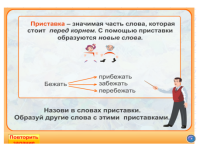 Приставка – значимая часть слова, которая
стоит перед корнем. С помощью приставки
образуются новые слова.
прибежать
Бежать
забежать
перебежать
Назови в словах приставки.
Образуй другие слова с этими приставками.
Повторить